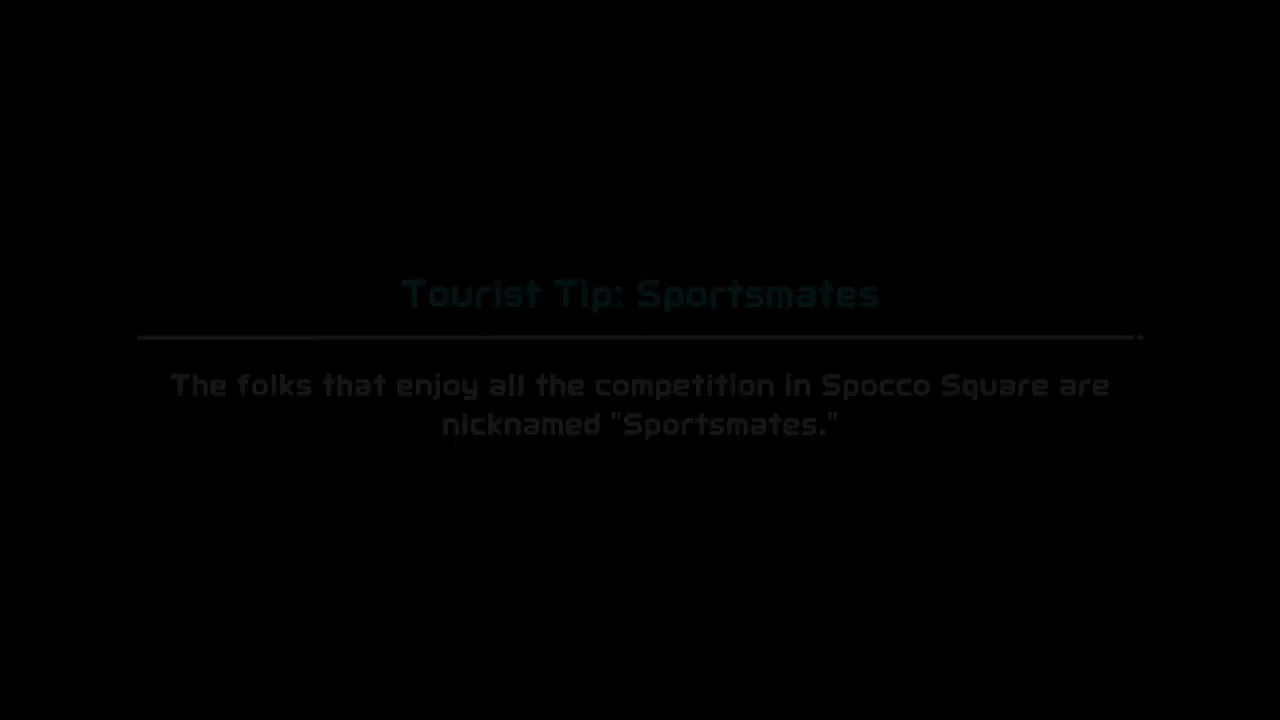 Tourist Tip: Sportsmates
The folks that enjoy all the competition in Spocco Square are
nicknamed "Sportsmates."